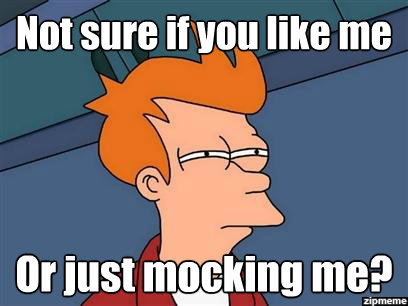 Not sure if you like me
Or just mocking me?
zipmeme